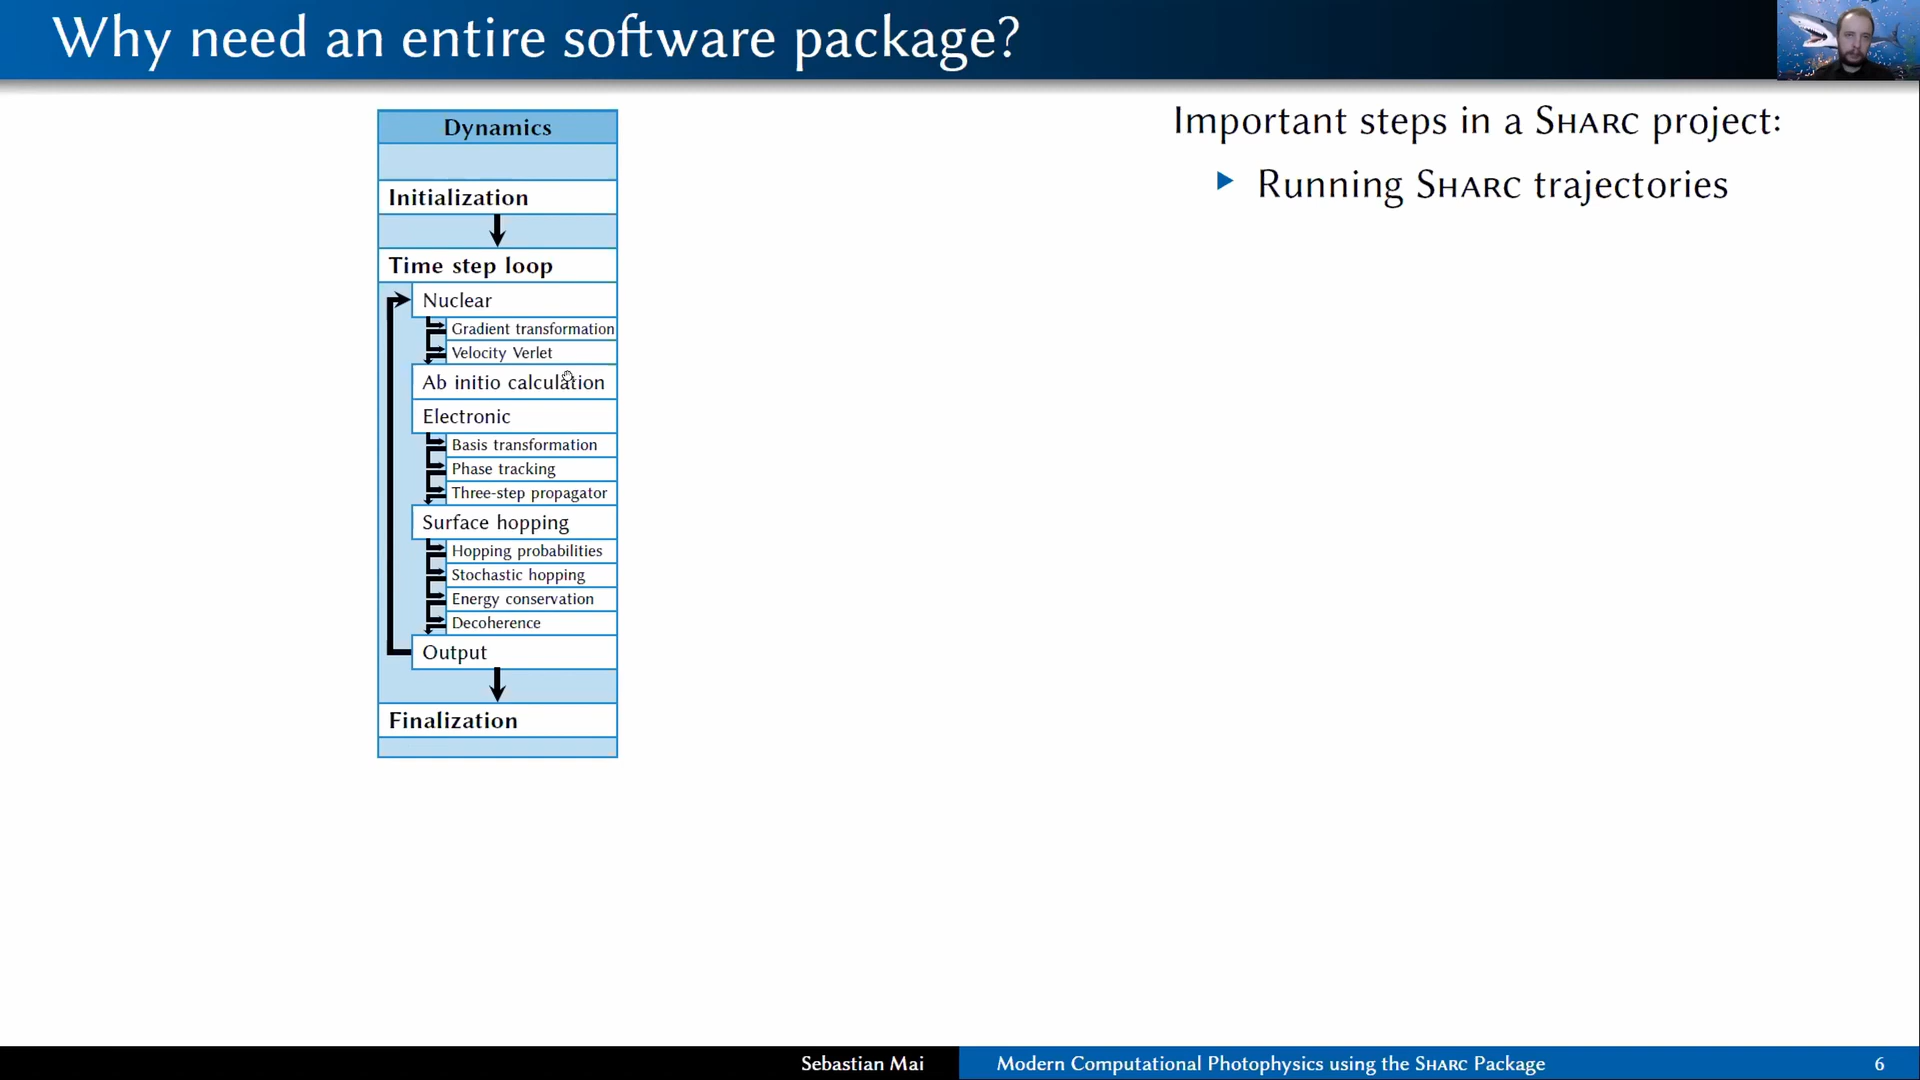 Why need an entire software package?
Dynamics
Initialization
Time step loop
Nuclear
Gradient transformation
Velocity Verlet
Ab initio calculation
Electronic
Basis transformation
Phase tracking
Three-step propagator
Surface hopping
Hopping probabilities
Stochastic hopping
Energy conservation
Decoherence
Output
Finalization
Important steps in a SHARC project:
Running SHARC trajectories
Sebastian Mai
Modern Computational Photophysics using the SHARC Package
6